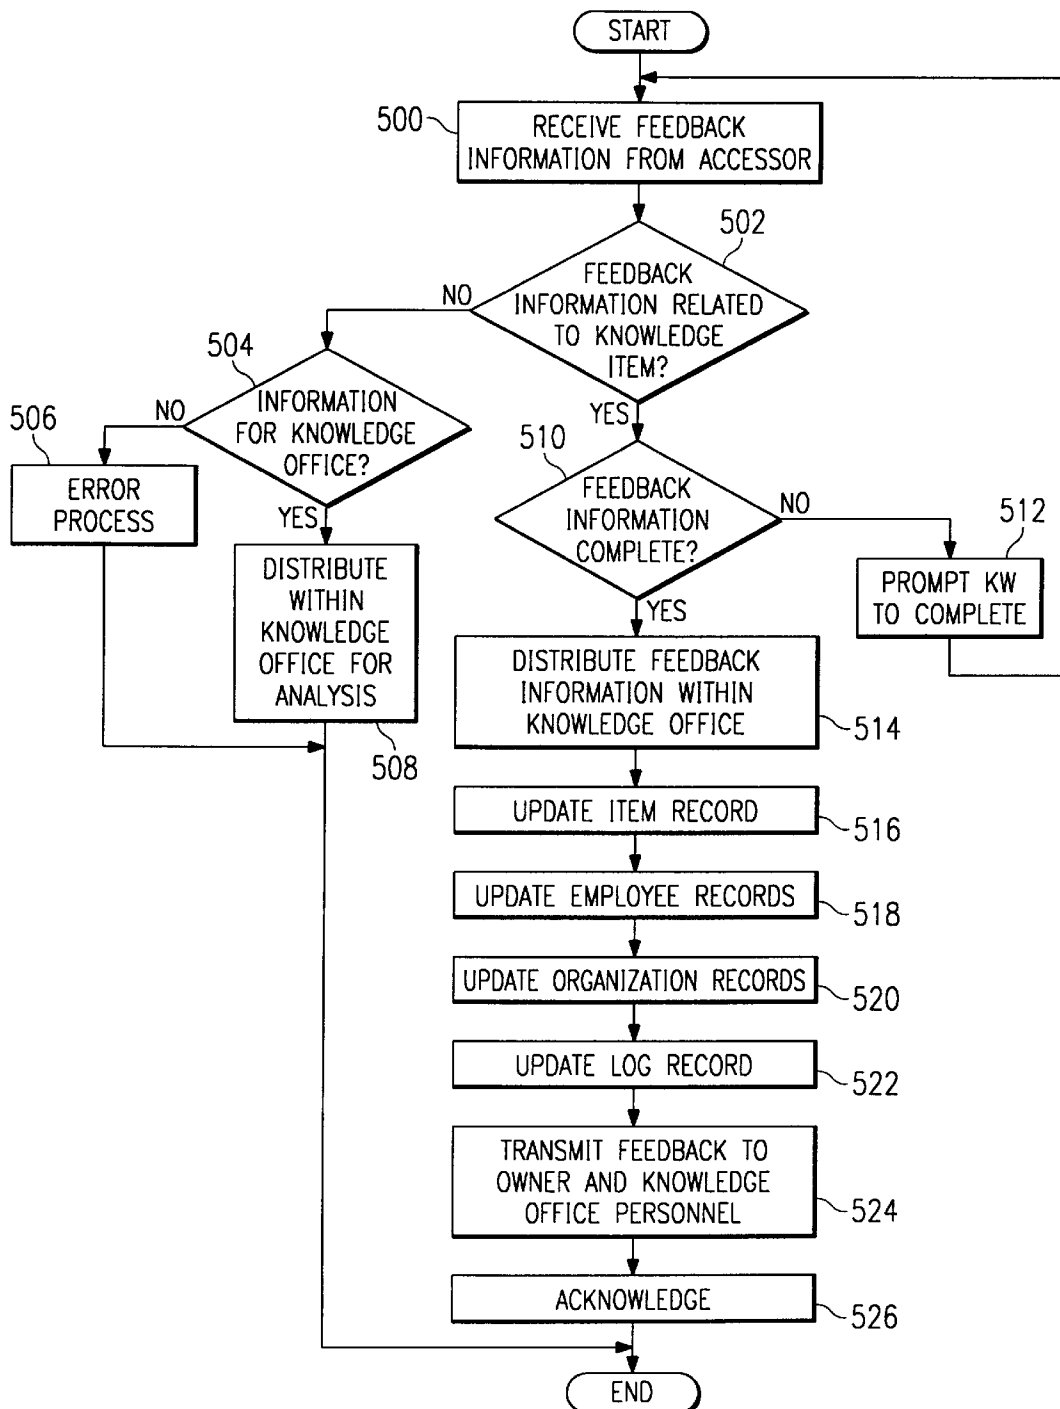 START
500
RECEIVE FEEDBACK
INFORMATION FROM ACCESSOR
502
FEEDBACK
INFORMATION RELATED
TO KNOWLEDGE
ITEM?
NO
YES
504
INFORMATION
FOR KNOWLEDGE
OFFICE?
NO
YES
506
ERROR
PROCESS
DISTRIBUTE
WITHIN
KNOWLEDGE
OFFICE FOR
ANALYSIS
508
510
FEEDBACK
INFORMATION
COMPLETE?
NO
YES
512
PROMPT KW
TO COMPLETE
DISTRIBUTE FEEDBACK
INFORMATION WITHIN
KNOWLEDGE OFFICE
514
UPDATE ITEM RECORD
516
UPDATE EMPLOYEE RECORDS
518
UPDATE ORGANIZATION RECORDS
520
UPDATE LOG RECORD
522
TRANSMIT FEEDBACK TO
OWNER AND KNOWLEDGE
OFFICE PERSONNEL
524
ACKNOWLEDGE
526
END